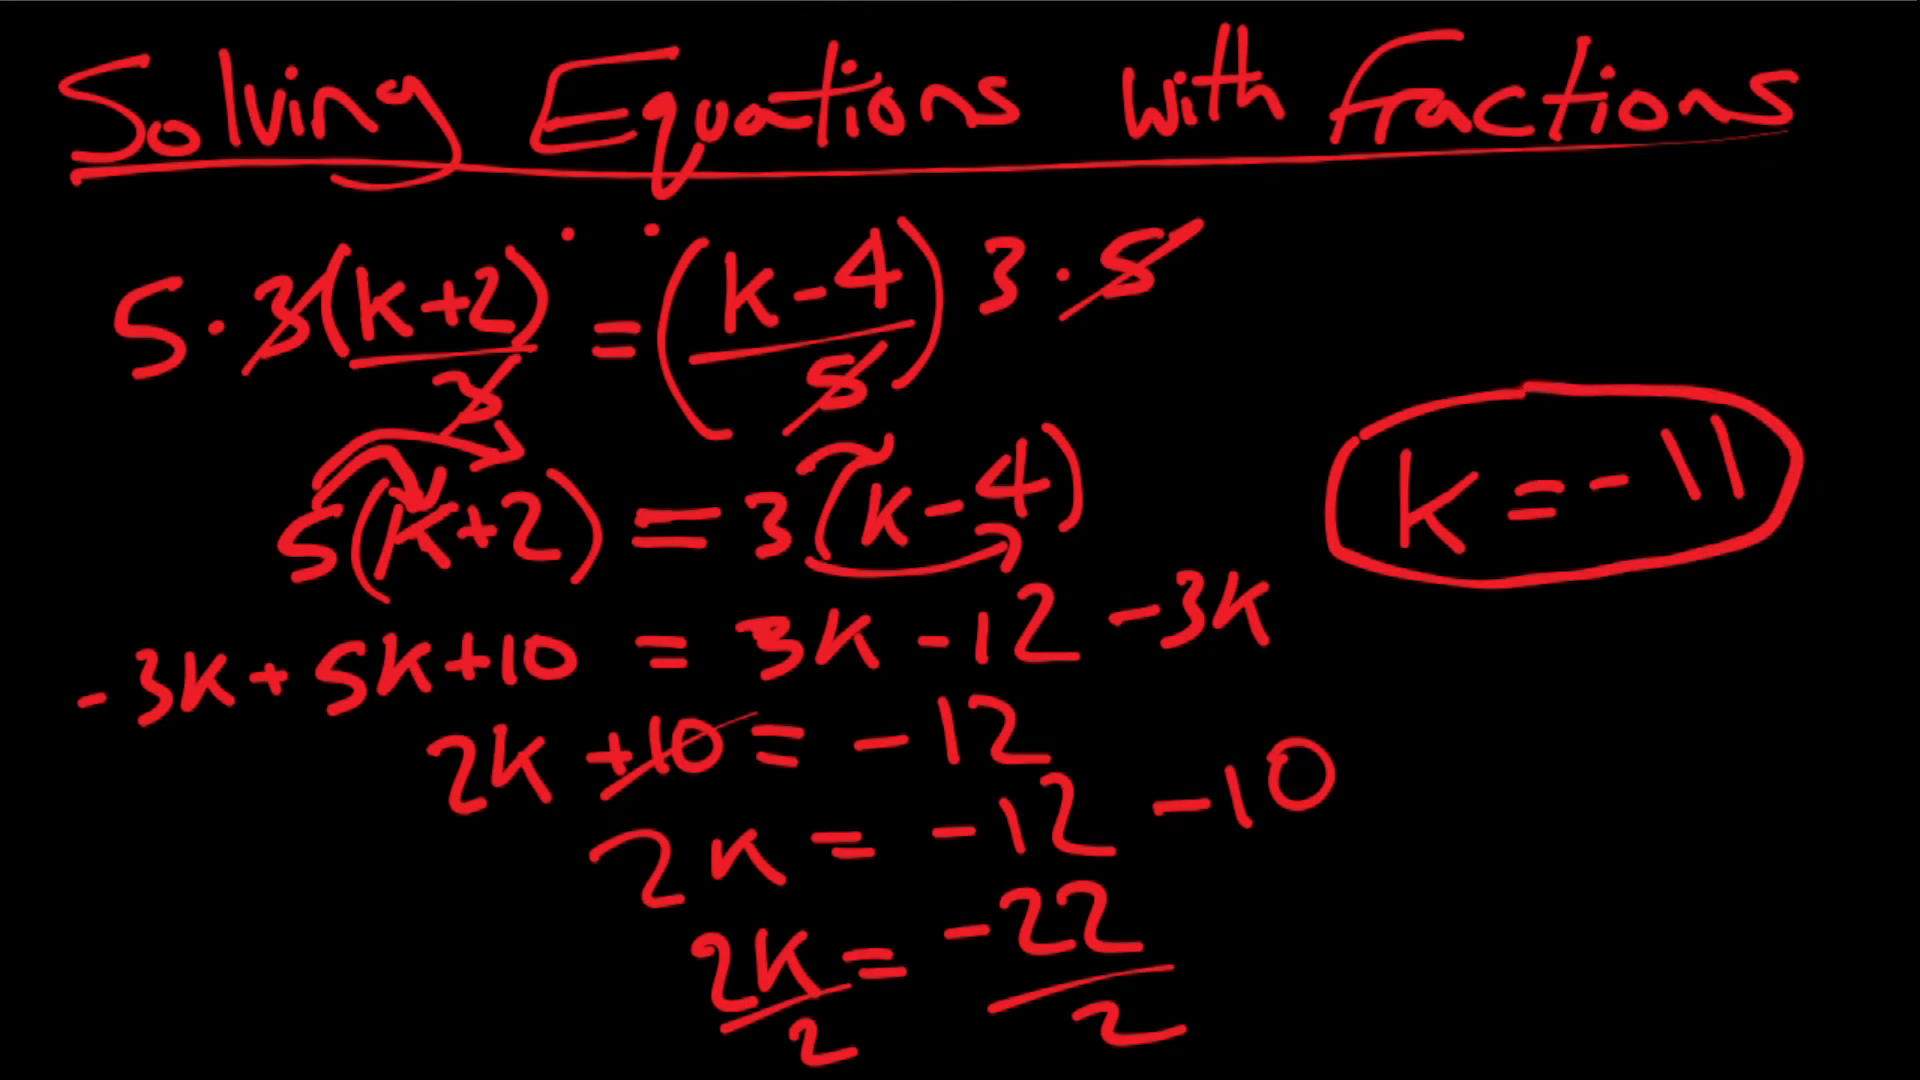 Solving Equations with fractions
5 · 3(k+2)/3 = (k-4/5) 3 · 5
5(k+2) = 3(k-4)
k = -11
-3k + 5k+10 = 3k -12 -3k
2k +10 = -12
2k = -12 -10
2k/2 = -22/2